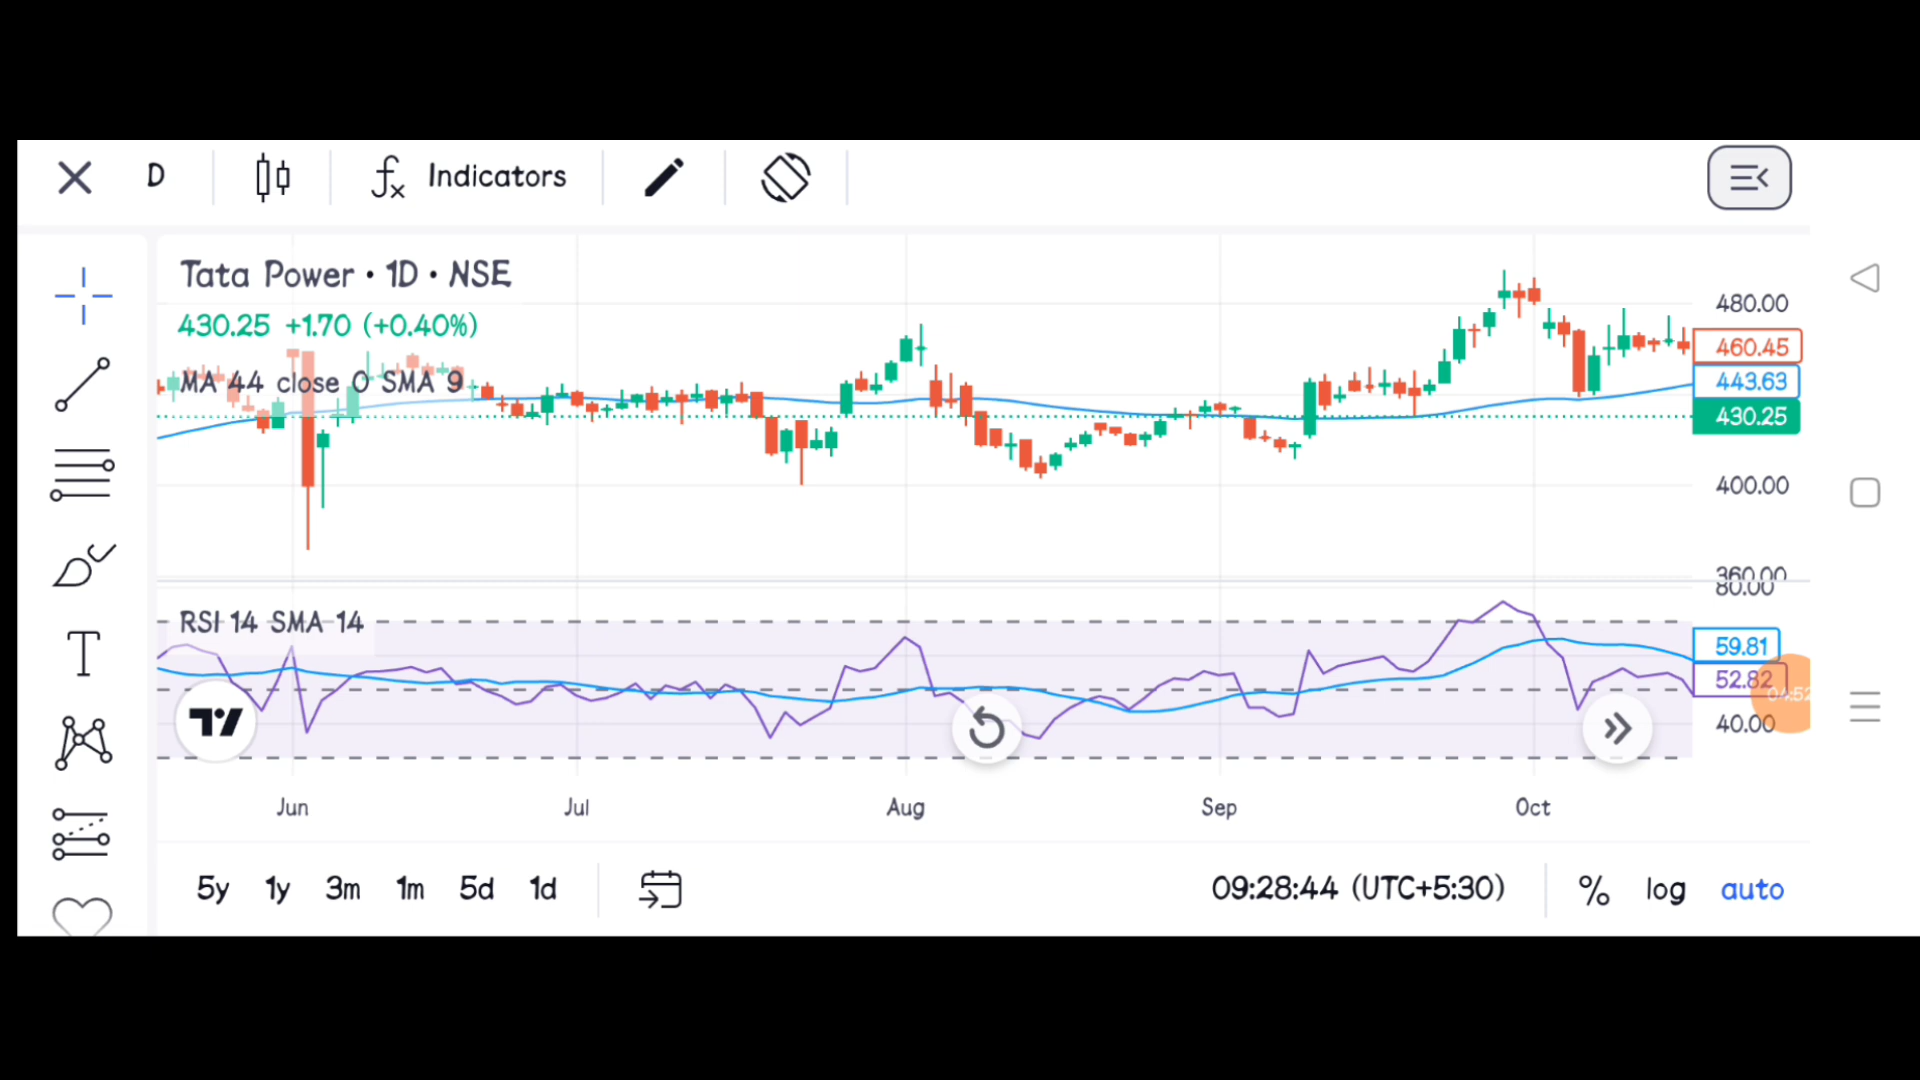 D
Indicators
Tata Power · 1D · NSE
430.25 +1.70 (+0.40%)
MA 44 close 0 SMA 9
480.00
460.45
443.63
430.25
400.00
360.00
80.00
RSI 14 SMA 14
59.81
52.82
04:52
40.00
Jun Jul Aug Sep Oct
5y 1y 3m 1m 5d 1d
09:28:44 (UTC+5:30)
% log auto